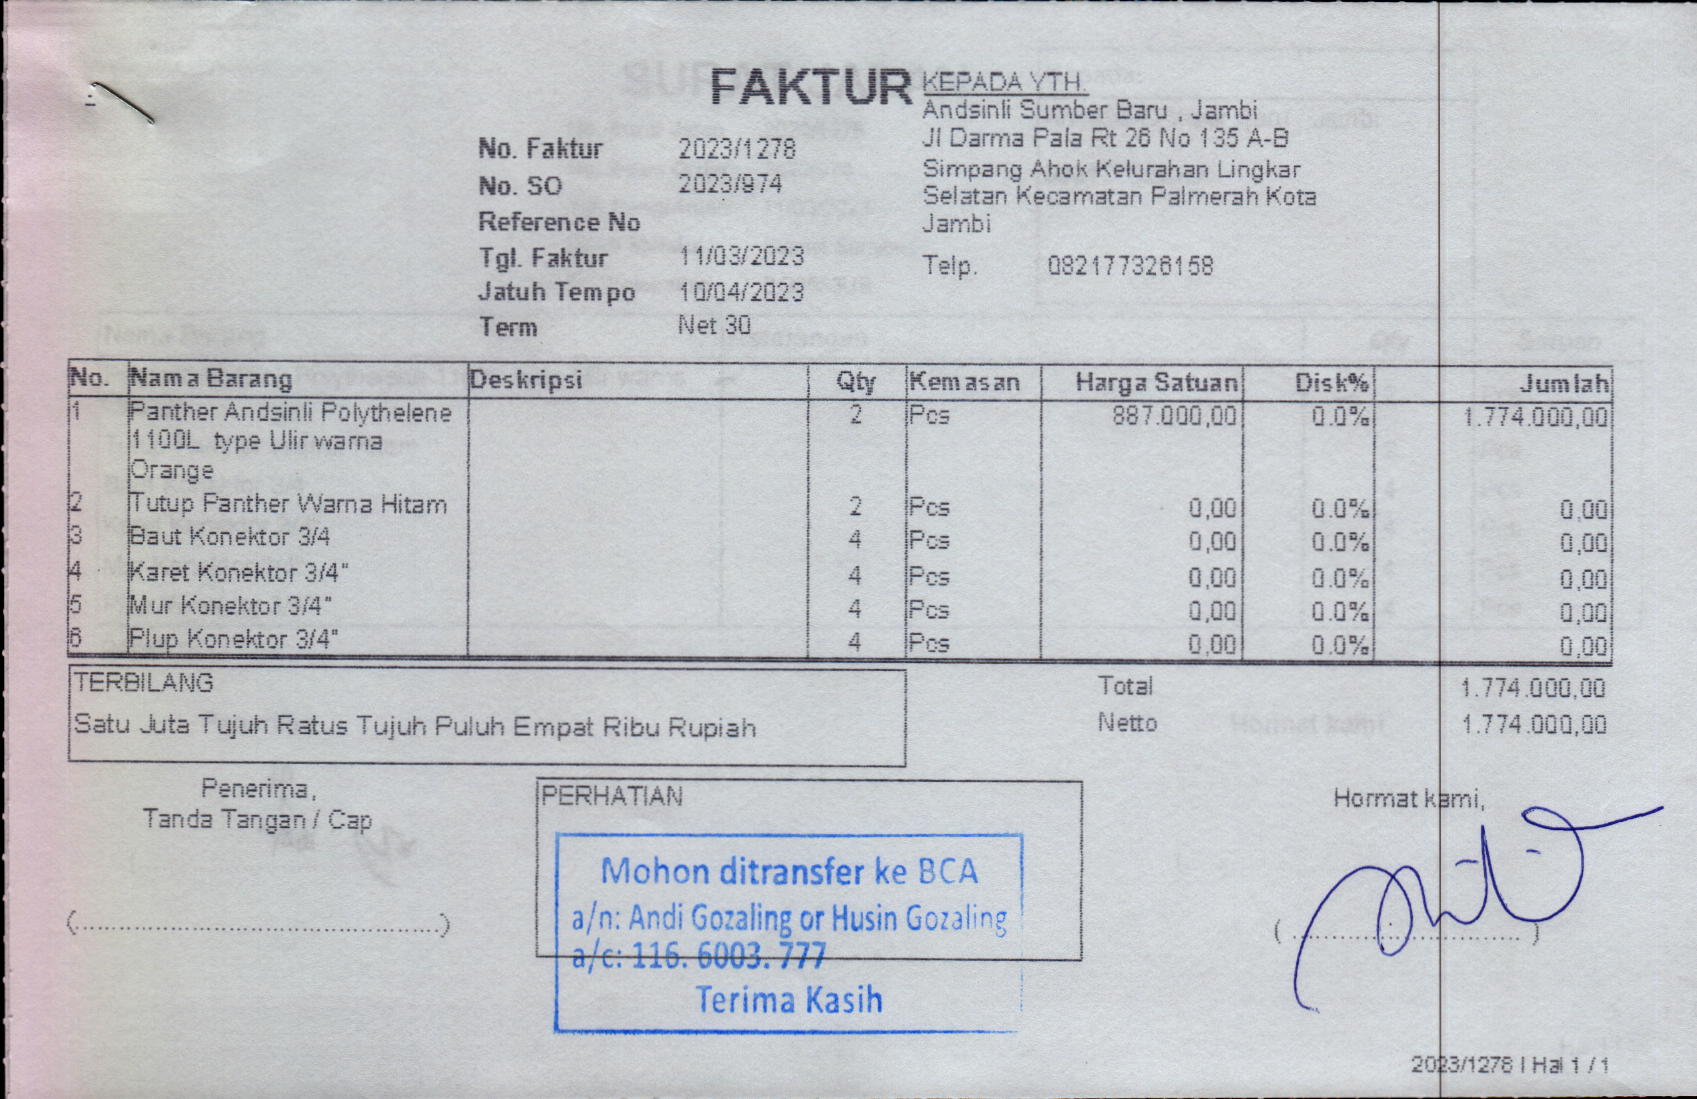 FAKTUR
KEPADA YTH.
Andsinli Sumber Baru , Jambi
Jl Darma Pala Rt 26 No 135 A-B
Simpang Ahok Kelurahan Lingkar
Selatan Kecamatan Palmerah Kota
Jambi
Telp. 082177326158
No. Faktur 2023/1278
No. SO 2023/974
Reference No
Tgl. Faktur 11/03/2023
Jatuh Tempo 10/04/2023
Term Net 30
No. Nama Barang Deskripsi Qty Kemasan Harga Satuan Disk% Jumlah
1 Panther Andsinli Polythelene 2 Pcs 887.000,00 0.0% 1.774.000,00
1100L type Ulir warna
Orange
2 Tutup Panther Warna Hitam 2 Pcs 0,00 0.0% 0,00
3 Baut Konektor 3/4 4 Pcs 0,00 0.0% 0,00
4 Karet Konektor 3/4" 4 Pcs 0,00 0.0% 0,00
5 Mur Konektor 3/4" 4 Pcs 0,00 0.0% 0,00
6 Plup Konektor 3/4" 4 Pcs 0,00 0.0% 0,00
TERBILANG
Satu Juta Tujuh Ratus Tujuh Puluh Empat Ribu Rupiah
Total 1.774.000,00
Netto 1.774.000,00
Penerima,
Tanda Tangan / Cap
(..........................................)
PERHATIAN
Mohon ditransfer ke BCA
a/n: Andi Gozaling or Husin Gozaling
a/c: 116. 6003. 777
Terima Kasih
Hormat kami,
(..........................)
2023/1278 | Hal 1 / 1